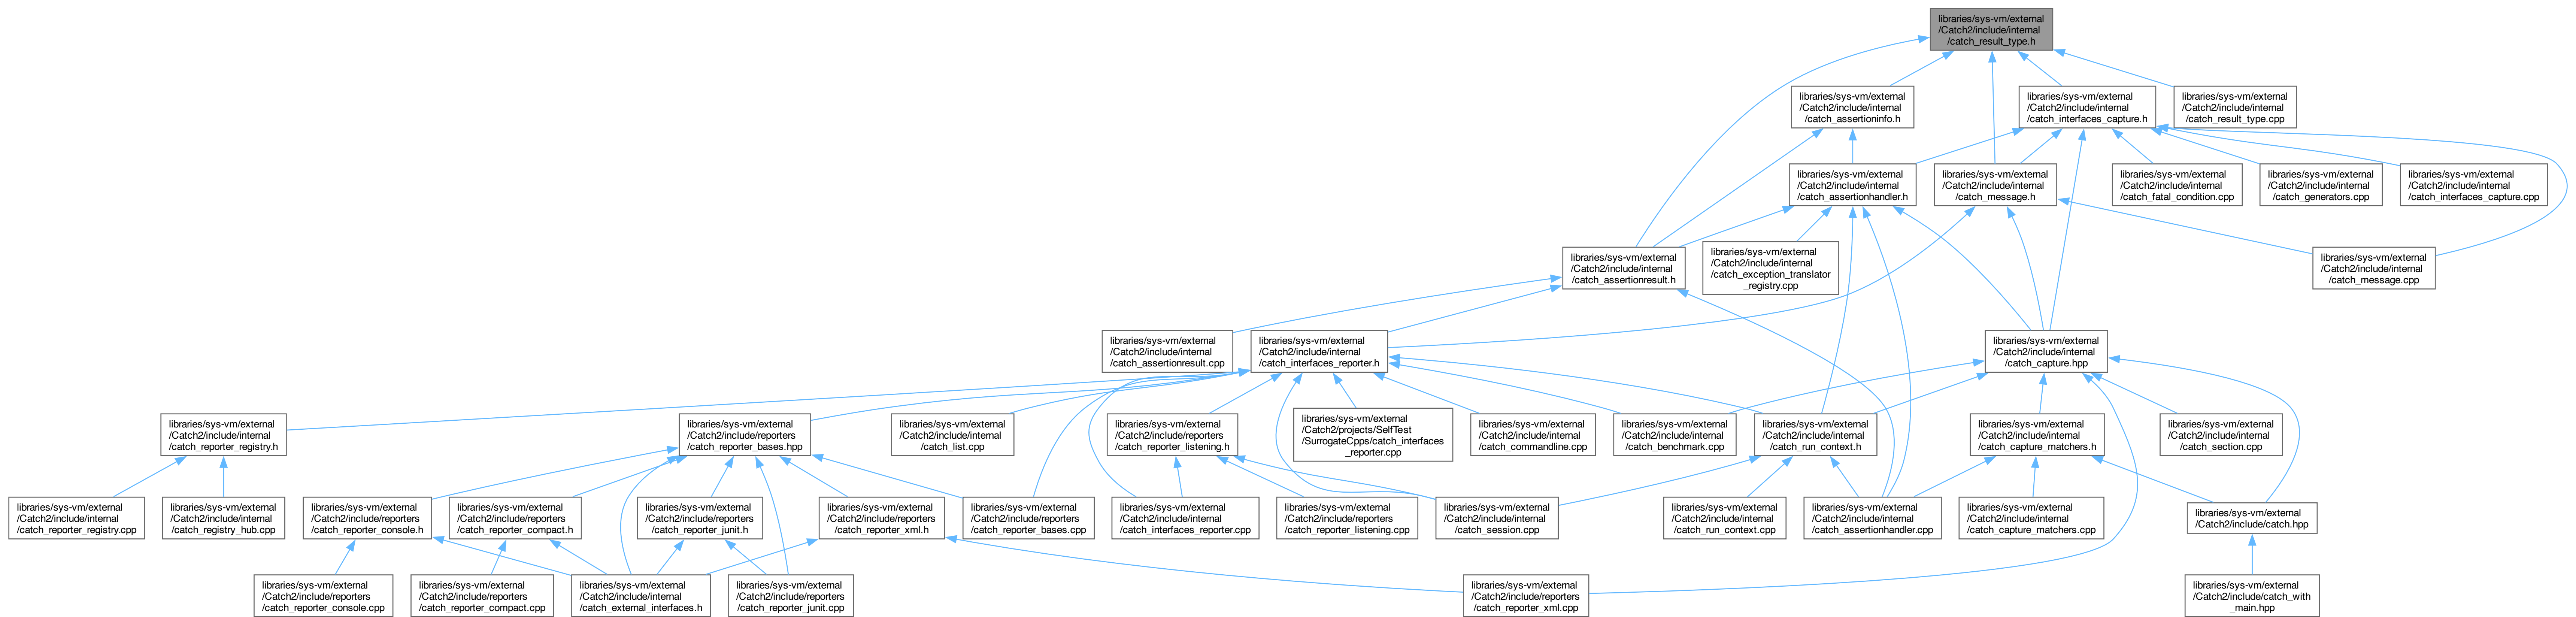 libraries/sys-vm/external
/Catch2/include/internal
/catch_result_type.h
libraries/sys-vm/external
/Catch2/include/internal
/catch_assertioninfo.h
libraries/sys-vm/external
/Catch2/include/internal
/catch_interfaces_capture.h
libraries/sys-vm/external
/Catch2/include/internal
/catch_result_type.cpp
libraries/sys-vm/external
/Catch2/include/internal
/catch_assertionhandler.h
libraries/sys-vm/external
/Catch2/include/internal
/catch_message.h
libraries/sys-vm/external
/Catch2/include/internal
/catch_fatal_condition.cpp
libraries/sys-vm/external
/Catch2/include/internal
/catch_generators.cpp
libraries/sys-vm/external
/Catch2/include/internal
/catch_interfaces_capture.cpp
libraries/sys-vm/external
/Catch2/include/internal
/catch_assertionresult.h
libraries/sys-vm/external
/Catch2/include/internal
/catch_exception_translator
_registry.cpp
libraries/sys-vm/external
/Catch2/include/internal
/catch_message.cpp
libraries/sys-vm/external
/Catch2/include/internal
/catch_assertionresult.cpp
libraries/sys-vm/external
/Catch2/include/internal
/catch_interfaces_reporter.h
libraries/sys-vm/external
/Catch2/include/internal
/catch_capture.hpp
libraries/sys-vm/external
/Catch2/include/internal
/catch_reporter_registry.h
libraries/sys-vm/external
/Catch2/include/reporters
/catch_reporter_bases.hpp
libraries/sys-vm/external
/Catch2/include/internal
/catch_list.cpp
libraries/sys-vm/external
/Catch2/include/reporters
/catch_reporter_listening.h
libraries/sys-vm/external
/Catch2/projects/SelfTest
/SurrogateCpps/catch_interfaces
_reporter.cpp
libraries/sys-vm/external
/Catch2/include/internal
/catch_commandline.cpp
libraries/sys-vm/external
/Catch2/include/internal
/catch_benchmark.cpp
libraries/sys-vm/external
/Catch2/include/internal
/catch_run_context.h
libraries/sys-vm/external
/Catch2/include/internal
/catch_capture_matchers.h
libraries/sys-vm/external
/Catch2/include/internal
/catch_section.cpp
libraries/sys-vm/external
/Catch2/include/internal
/catch_reporter_registry.cpp
libraries/sys-vm/external
/Catch2/include/internal
/catch_registry_hub.cpp
libraries/sys-vm/external
/Catch2/include/reporters
/catch_reporter_console.h
libraries/sys-vm/external
/Catch2/include/reporters
/catch_reporter_compact.h
libraries/sys-vm/external
/Catch2/include/reporters
/catch_reporter_junit.h
libraries/sys-vm/external
/Catch2/include/reporters
/catch_reporter_xml.h
libraries/sys-vm/external
/Catch2/include/reporters
/catch_reporter_bases.cpp
libraries/sys-vm/external
/Catch2/include/internal
/catch_interfaces_reporter.cpp
libraries/sys-vm/external
/Catch2/include/reporters
/catch_reporter_listening.cpp
libraries/sys-vm/external
/Catch2/include/internal
/catch_session.cpp
libraries/sys-vm/external
/Catch2/include/internal
/catch_run_context.cpp
libraries/sys-vm/external
/Catch2/include/internal
/catch_assertionhandler.cpp
libraries/sys-vm/external
/Catch2/include/internal
/catch_capture_matchers.cpp
libraries/sys-vm/external
/Catch2/include/catch.hpp
libraries/sys-vm/external
/Catch2/include/reporters
/catch_reporter_console.cpp
libraries/sys-vm/external
/Catch2/include/reporters
/catch_reporter_compact.cpp
libraries/sys-vm/external
/Catch2/include/internal
/catch_external_interfaces.h
libraries/sys-vm/external
/Catch2/include/reporters
/catch_reporter_junit.cpp
libraries/sys-vm/external
/Catch2/include/reporters
/catch_reporter_xml.cpp
libraries/sys-vm/external
/Catch2/include/catch_with
_main.hpp